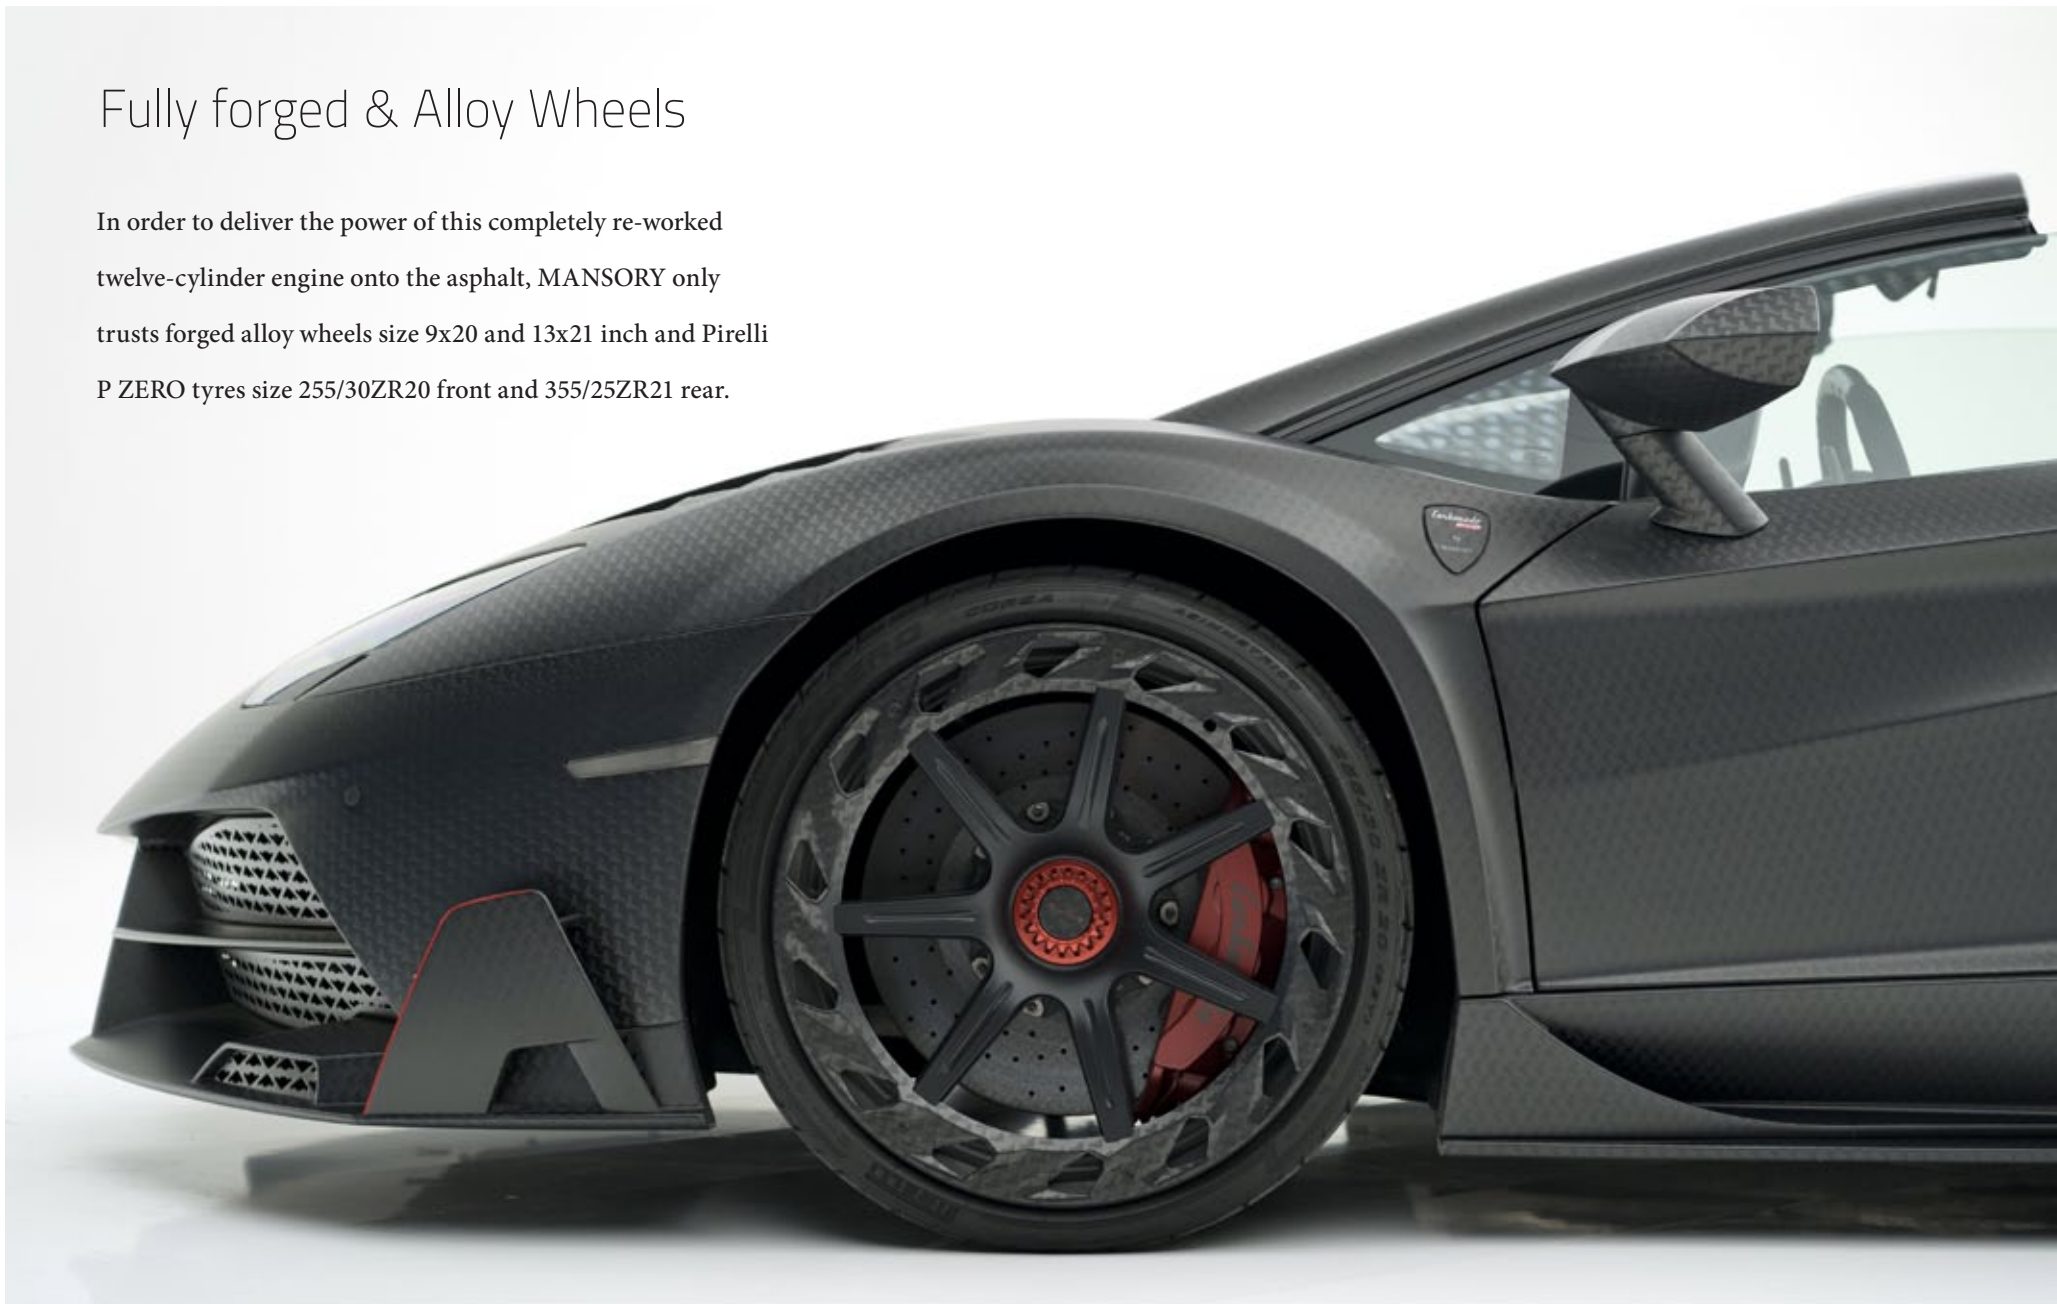 Fully forged & Alloy Wheels
In order to deliver the power of this completely re-worked
twelve-cylinder engine onto the asphalt, MANSORY only
trusts forged alloy wheels size 9x20 and 13x21 inch and Pirelli
P ZERO tyres size 255/30ZR20 front and 355/25ZR21 rear.
Carbonado
CORSA